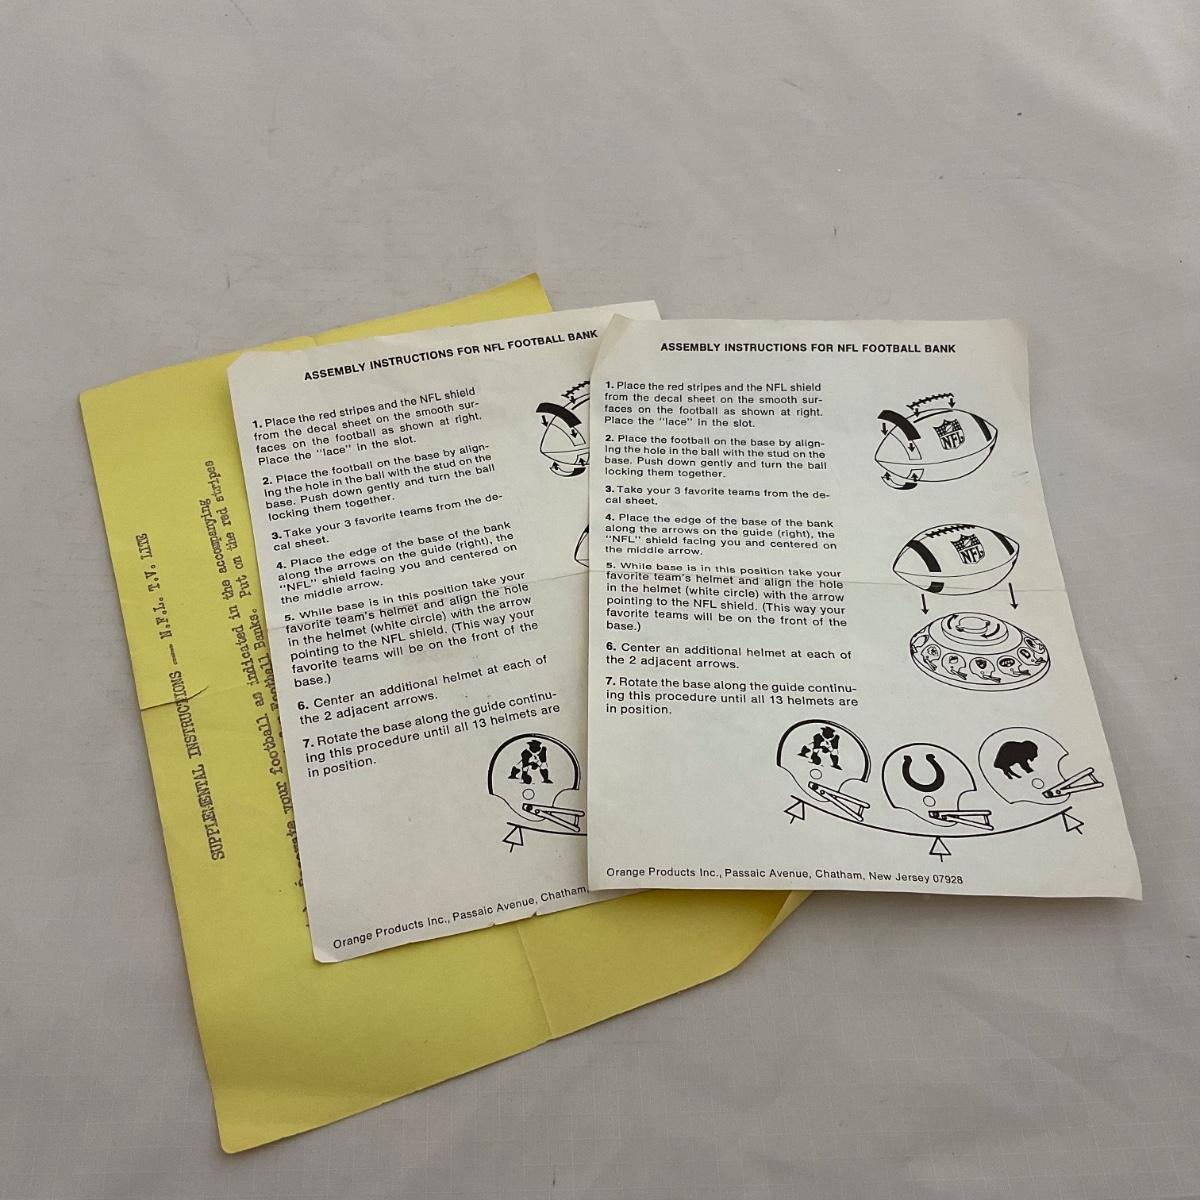 SUPPLEMENTAL INSTRUCTIONS — N.F.L. T.V. LITE
your football as indicated in the accompanying
Football Banks. Put on the red stripes
ASSEMBLY INSTRUCTIONS FOR NFL FOOTBALL BANK
1. Place the red stripes and the NFL shield
from the decal sheet on the smooth sur-
faces on the football as shown at right.
Place the "lace" in the slot.
2. Place the football on the base by align-
ing the hole in the ball with the stud on the
base. Push down gently and turn the ball
locking them together.
3. Take your 3 favorite teams from the de-
cal sheet.
4. Place the edge of the base of the bank
along the arrows on the guide (right), the
"NFL" shield facing you and centered on
the middle arrow.
5. While base is in this position take your
favorite team's helmet and align the hole
in the helmet (white circle) with the arrow
pointing to the NFL shield. (This way your
favorite teams will be on the front of the
base.)
6. Center an additional helmet at each of
the 2 adjacent arrows.
7. Rotate the base along the guide continu-
ing this procedure until all 13 helmets are
in position.
Orange Products Inc., Passaic Avenue, Chatham,
ASSEMBLY INSTRUCTIONS FOR NFL FOOTBALL BANK
1. Place the red stripes and the NFL shield
from the decal sheet on the smooth sur-
faces on the football as shown at right.
Place the "lace" in the slot.
2. Place the football on the base by align-
ing the hole in the ball with the stud on the
base. Push down gently and turn the ball
locking them together.
3. Take your 3 favorite teams from the de-
cal sheet.
4. Place the edge of the base of the bank
along the arrows on the guide (right), the
"NFL" shield facing you and centered on
the middle arrow.
5. While base is in this position take your
favorite team's helmet and align the hole
in the helmet (white circle) with the arrow
pointing to the NFL shield. (This way your
favorite teams will be on the front of the
base.)
6. Center an additional helmet at each of
the 2 adjacent arrows.
7. Rotate the base along the guide continu-
ing this procedure until all 13 helmets are
in position.
NFL
NFL
Orange Products Inc., Passaic Avenue, Chatham, New Jersey 07928